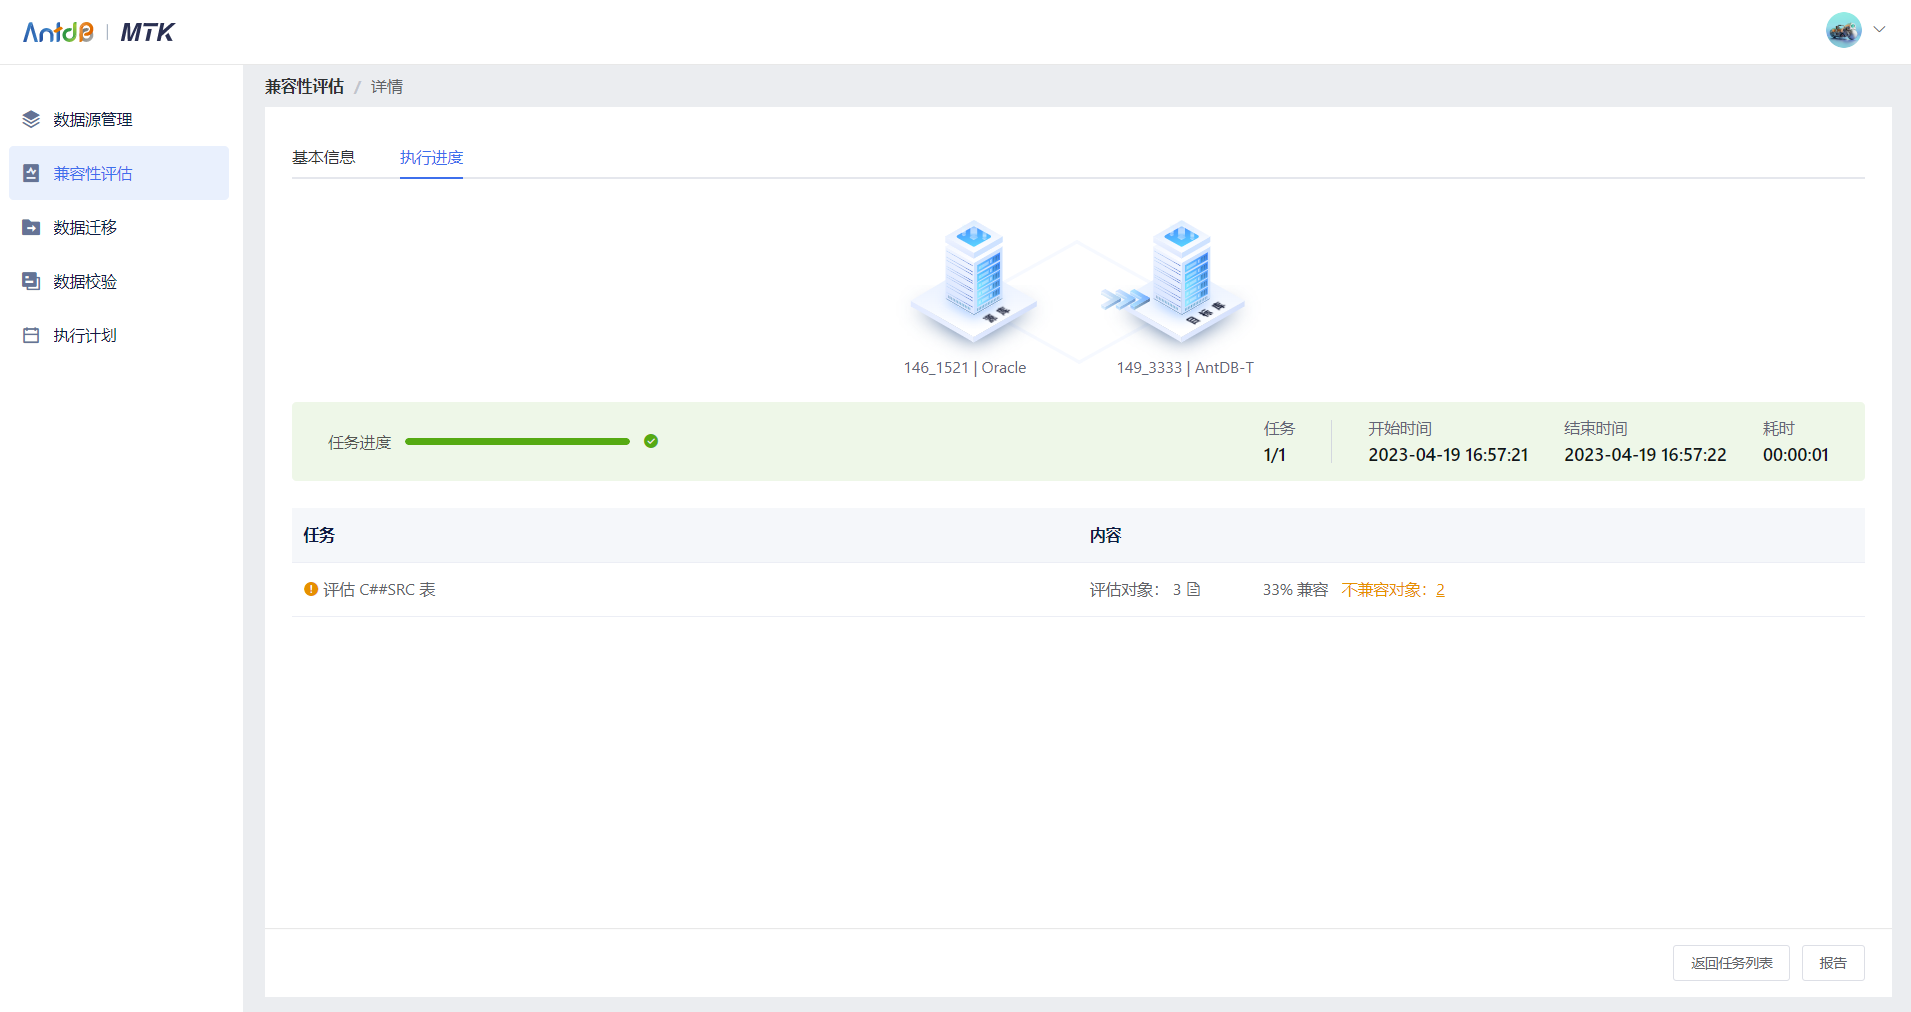 AntdB | MTK
数据源管理
兼容性评估
数据迁移
数据校验
执行计划
兼容性评估 / 详情
基本信息 执行进度
源库
目标库
146_1521 | Oracle
149_3333 | AntDB-T
任务进度
任务
1/1
开始时间
2023-04-19 16:57:21
结束时间
2023-04-19 16:57:22
耗时
00:00:01
任务 内容
评估 C##SRC 表 评估对象： 3 33% 兼容 不兼容对象：2
返回任务列表 报告